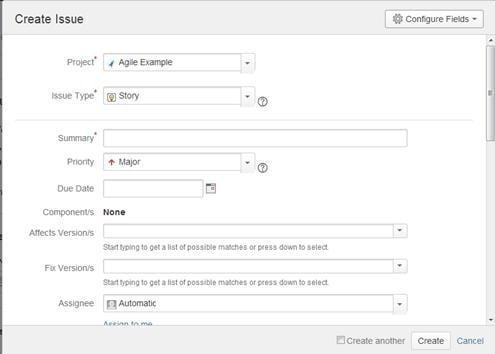 Create Issue
Configure Fields
Project* Agile Example
Issue Type* Story
Summary*
Priority Major
Due Date
Component/s None
Affects Version/s
Start typing to get a list of possible matches or press down to select.
Fix Version/s
Start typing to get a list of possible matches or press down to select.
Assignee Automatic
Assign to me
Create another Create Cancel